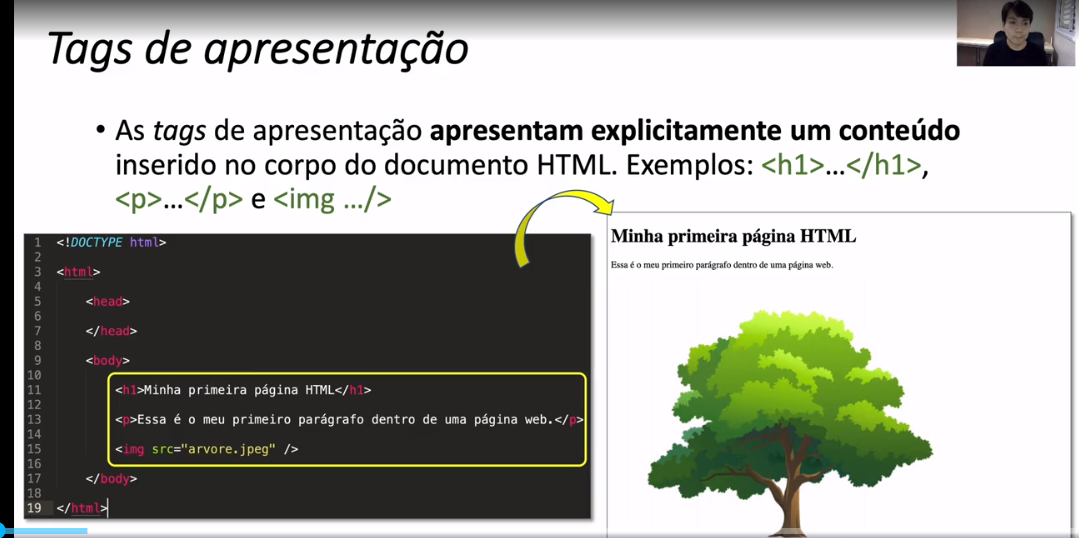 Tags de apresentação
• As tags de apresentação apresentam explicitamente um conteúdo
inserido no corpo do documento HTML. Exemplos: <h1>...</h1>,
<p>...</p> e <img .../>
1 <!DOCTYPE html>
2
3 <html>
4
5 <head>
6
7 </head>
8
9 <body>
10
11 <h1>Minha primeira página HTML</h1>
12
13 <p>Essa é o meu primeiro parágrafo dentro de uma página web.</p>
14
15 <img src="arvore.jpeg" />
16
17 </body>
18
19 </html>
Minha primeira página HTML
Essa é o meu primeiro parágrafo dentro de uma página web.